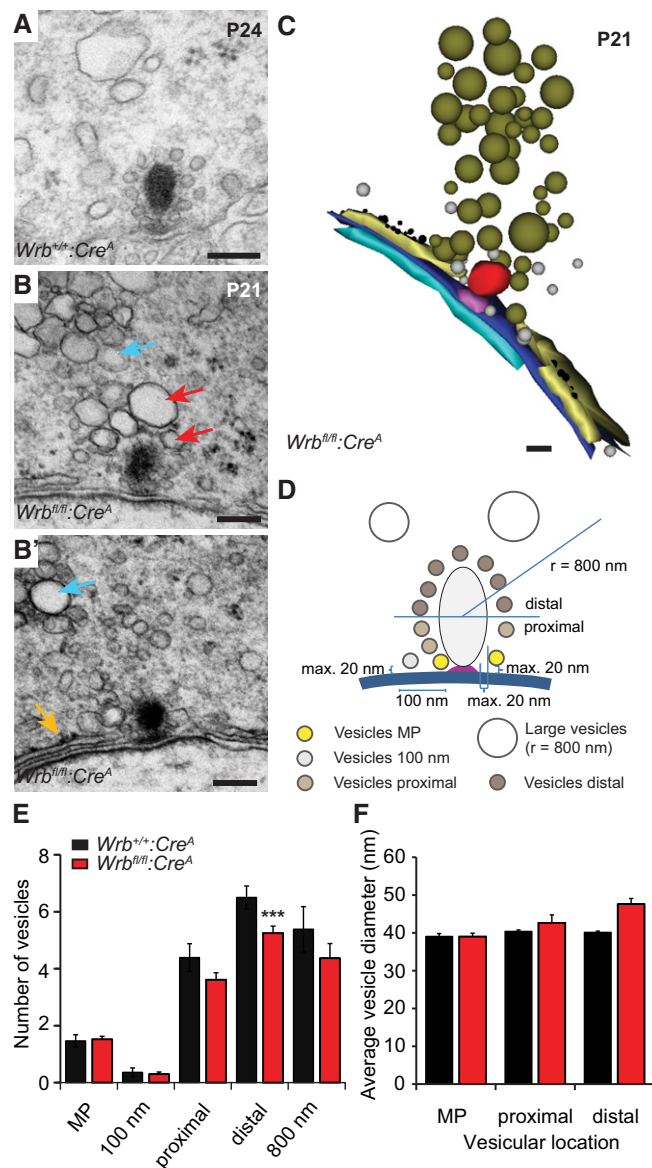 A
P24
Wrb+/+:CreA
B
P21
Wrbfl/fl:CreA
B'
Wrbfl/fl:CreA
C
P21
Wrbfl/fl:CreA
D
r = 800 nm
distal
proximal
max. 20 nm
max. 20 nm
100 nm
max. 20 nm
Vesicles MP
Large vesicles
(r = 800 nm)
Vesicles 100 nm
Vesicles proximal
Vesicles distal
E
Wrb+/+:CreA
Wrbfl/fl:CreA
Number of vesicles
8
6
4
2
0
***
MP
100 nm
proximal
distal
800 nm
F
Average vesicle diameter (nm)
60
50
40
30
20
10
0
MP
proximal
distal
Vesicular location